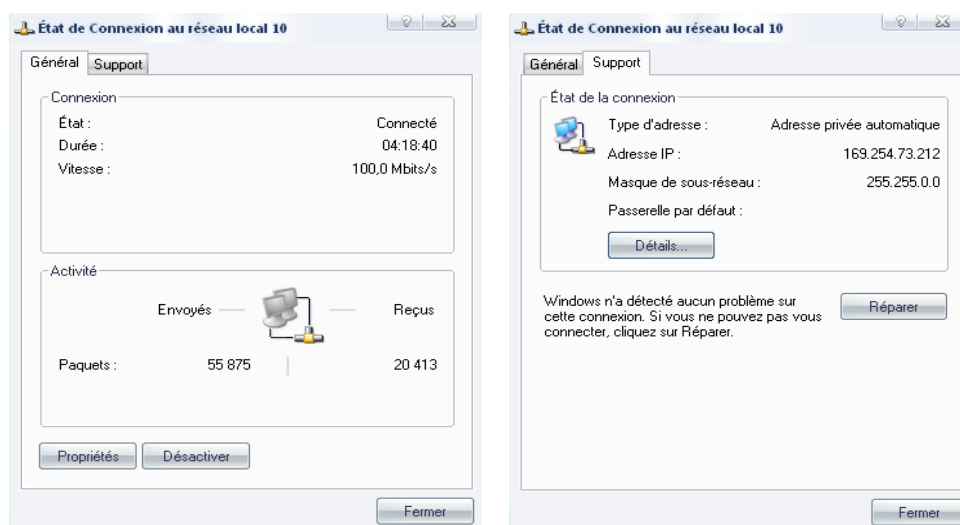 État de Connexion au réseau local 10
Général
Support
Connexion
État :
Connecté
Durée :
04:18:40
Vitesse :
100,0 Mbits/s
Activité
Envoyés
Reçus
Paquets :
55 875
20 413
Propriétés
Désactiver
Fermer
État de Connexion au réseau local 10
Général
Support
État de la connexion
Type d'adresse :
Adresse privée automatique
Adresse IP :
169.254.73.212
Masque de sous-réseau :
255.255.0.0
Passerelle par défaut :
Détails...
Windows n'a détecté aucun problème sur
cette connexion. Si vous ne pouvez pas vous
connecter, cliquez sur Réparer.
Réparer
Fermer